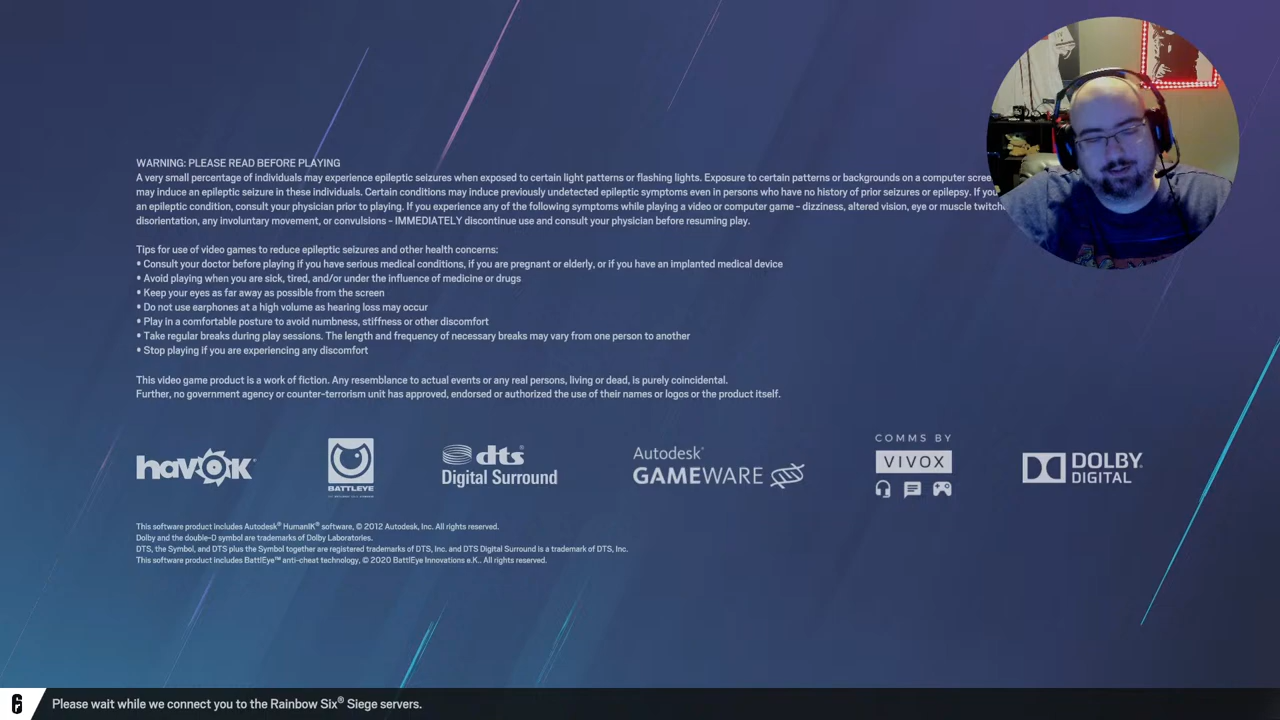 WARNING: PLEASE READ BEFORE PLAYING
A very small percentage of individuals may experience epileptic seizures when exposed to certain light patterns or flashing lights. Exposure to certain patterns or backgrounds on a computer scree
may induce an epileptic seizure in these individuals. Certain conditions may induce previously undetected epileptic symptoms even in persons who have no history of prior seizures or epilepsy. If you
an epileptic condition, consult your physician prior to playing. If you experience any of the following symptoms while playing a video or computer game - dizziness, altered vision, eye or muscle twitche
disorientation, any involuntary movement, or convulsions - IMMEDIATELY discontinue use and consult your physician before resuming play.
Tips for use of video games to reduce epileptic seizures and other health concerns:
• Consult your doctor before playing if you have serious medical conditions, if you are pregnant or elderly, or if you have an implanted medical device
• Avoid playing when you are sick, tired, and/or under the influence of medicine or drugs
• Keep your eyes as far away as possible from the screen
• Do not use earphones at a high volume as hearing loss may occur
• Play in a comfortable posture to avoid numbness, stiffness or other discomfort
• Take regular breaks during play sessions. The length and frequency of necessary breaks may vary from one person to another
• Stop playing if you are experiencing any discomfort
This video game product is a work of fiction. Any resemblance to actual events or any real persons, living or dead, is purely coincidental.
Further, no government agency or counter-terrorism unit has approved, endorsed or authorized the use of their names or logos or the product itself.
havok
BATTLEYE
dts
Digital Surround
Autodesk®
GAMEWARE
COMMS BY
VIVOX
DOLBY
DIGITAL
This software product includes Autodesk® HumanIK® software, © 2012 Autodesk, Inc. All rights reserved.
Dolby and the double-D symbol are trademarks of Dolby Laboratories.
DTS, the Symbol, and DTS plus the Symbol together are registered trademarks of DTS, Inc. and DTS Digital Surround is a trademark of DTS, Inc.
This software product includes BattlEye™ anti-cheat technology, © 2020 BattlEye Innovations e.K.. All rights reserved.
Please wait while we connect you to the Rainbow Six® Siege servers.